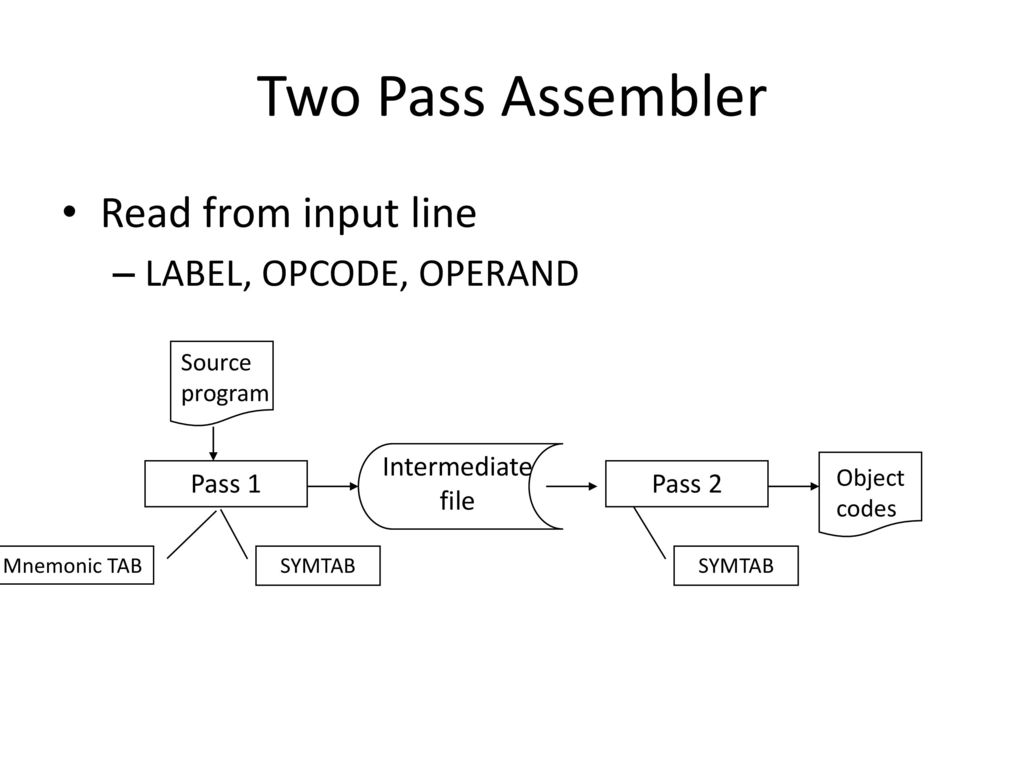 Two Pass Assembler
• Read from input line
– LABEL, OPCODE, OPERAND
Source
program
Pass 1
Intermediate
file
Pass 2
Object
codes
Mnemonic TAB
SYMTAB
SYMTAB